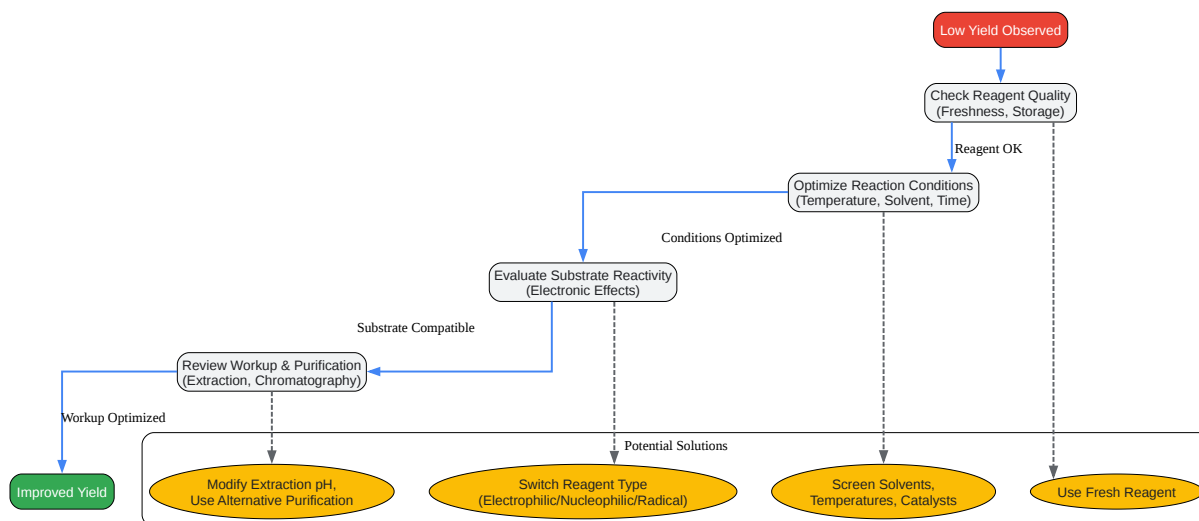 Low Yield Observed
Check Reagent Quality
(Freshness, Storage)
Reagent OK
Optimize Reaction Conditions
(Temperature, Solvent, Time)
Conditions Optimized
Evaluate Substrate Reactivity
(Electronic Effects)
Substrate Compatible
Review Workup & Purification
(Extraction, Chromatography)
Workup Optimized
Potential Solutions
Improved Yield
Modify Extraction pH,
Use Alternative Purification
Switch Reagent Type
(Electrophilic/Nucleophilic/Radical)
Screen Solvents,
Temperatures, Catalysts
Use Fresh Reagent